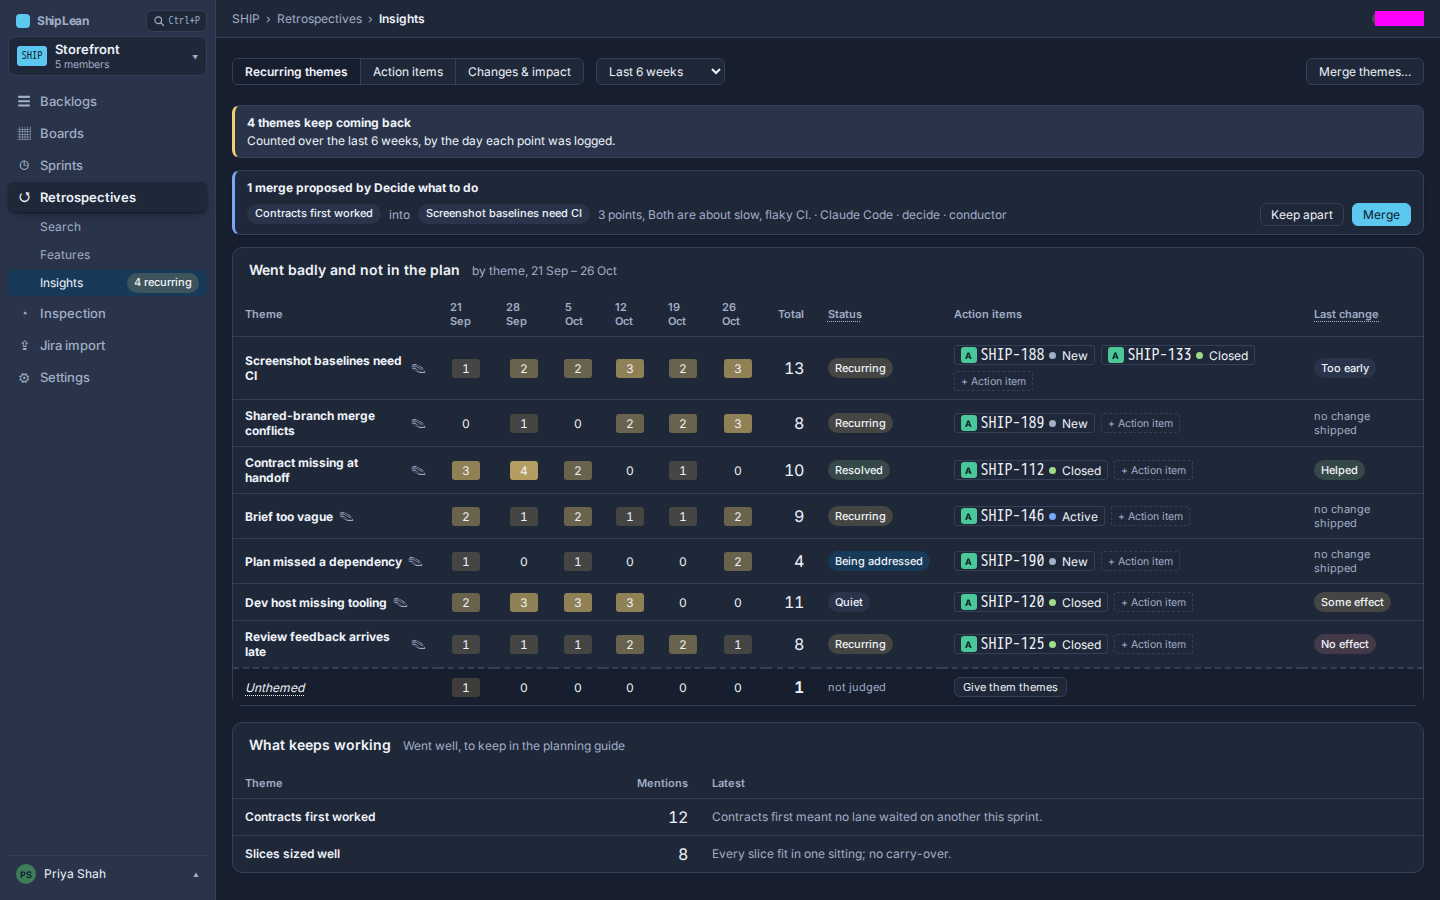 ShipLean
Ctrl+P
SHIP
Storefront
5 members
Backlogs
Boards
Sprints
Retrospectives
Search
Features
Insights
4 recurring
Inspection
Jira import
Settings
PS
Priya Shah
SHIP › Retrospectives › Insights
Recurring themes
Action items
Changes & impact
Last 6 weeks
Merge themes...
4 themes keep coming back
Counted over the last 6 weeks, by the day each point was logged.
1 merge proposed by Decide what to do
Contracts first worked into Screenshot baselines need CI 3 points, Both are about slow, flaky CI. · Claude Code · decide · conductor
Keep apart
Merge
Went badly and not in the plan by theme, 21 Sep – 26 Oct
Theme 21 Sep 28 Sep 5 Oct 12 Oct 19 Oct 26 Oct Total Status Action items Last change
Screenshot baselines need CI 1 2 2 3 2 3 13 Recurring A SHIP-188 New A SHIP-133 Closed + Action item Too early
Shared-branch merge conflicts 0 1 0 2 2 3 8 Recurring A SHIP-189 New + Action item no change shipped
Contract missing at handoff 3 4 2 0 1 0 10 Resolved A SHIP-112 Closed + Action item Helped
Brief too vague 2 1 2 1 1 2 9 Recurring A SHIP-146 Active + Action item no change shipped
Plan missed a dependency 1 0 1 0 0 2 4 Being addressed A SHIP-190 New + Action item no change shipped
Dev host missing tooling 2 3 3 3 0 0 11 Quiet A SHIP-120 Closed + Action item Some effect
Review feedback arrives late 1 1 1 2 2 1 8 Recurring A SHIP-125 Closed + Action item No effect
Unthemed 1 0 0 0 0 0 1 not judged Give them themes
What keeps working Went well, to keep in the planning guide
Theme Mentions Latest
Contracts first worked 12 Contracts first meant no lane waited on another this sprint.
Slices sized well 8 Every slice fit in one sitting; no carry-over.